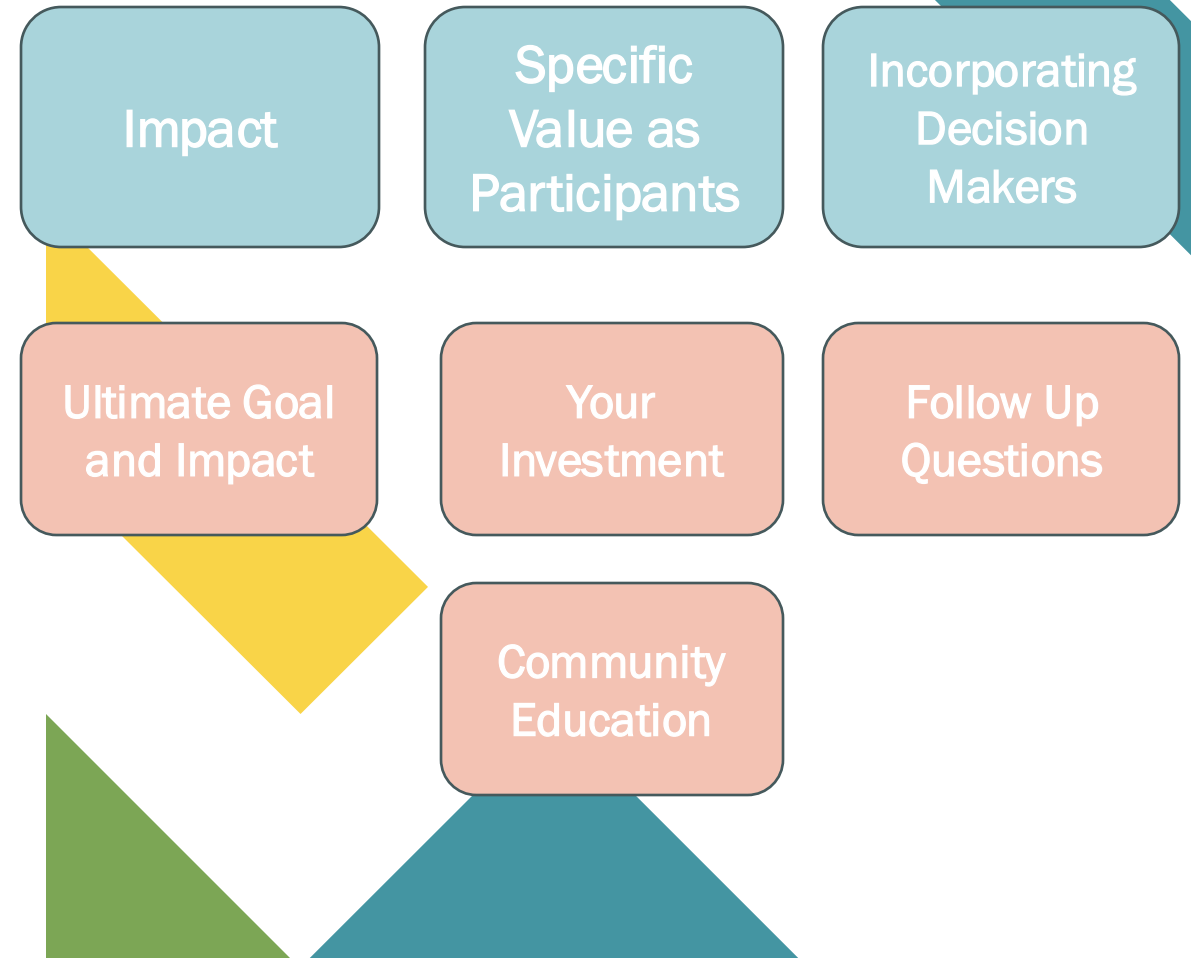 Impact
Specific
Value as
Participants
Incorporating
Decision
Makers
Ultimate Goal
and Impact
Your
Investment
Follow Up
Questions
Community
Education